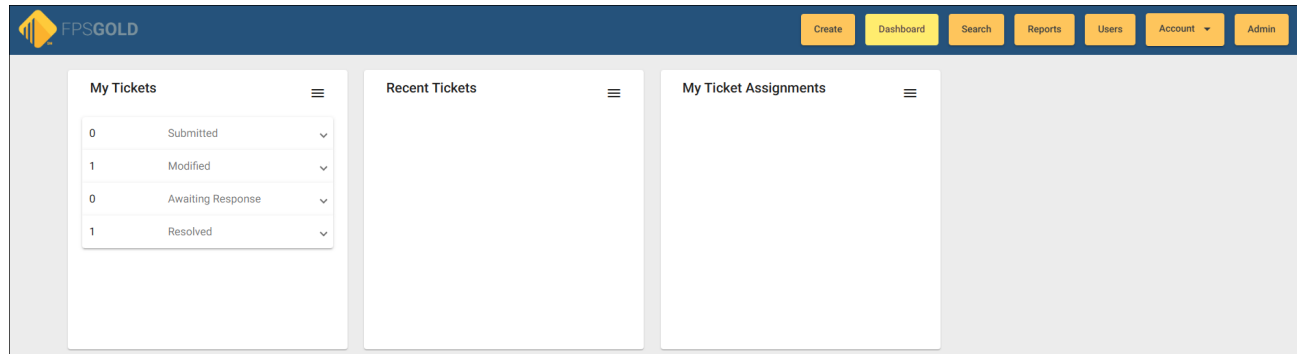 FPSGOLD
Create Dashboard Search Reports Users Account Admin
My Tickets
0 Submitted
1 Modified
0 Awaiting Response
1 Resolved
Recent Tickets
My Ticket Assignments